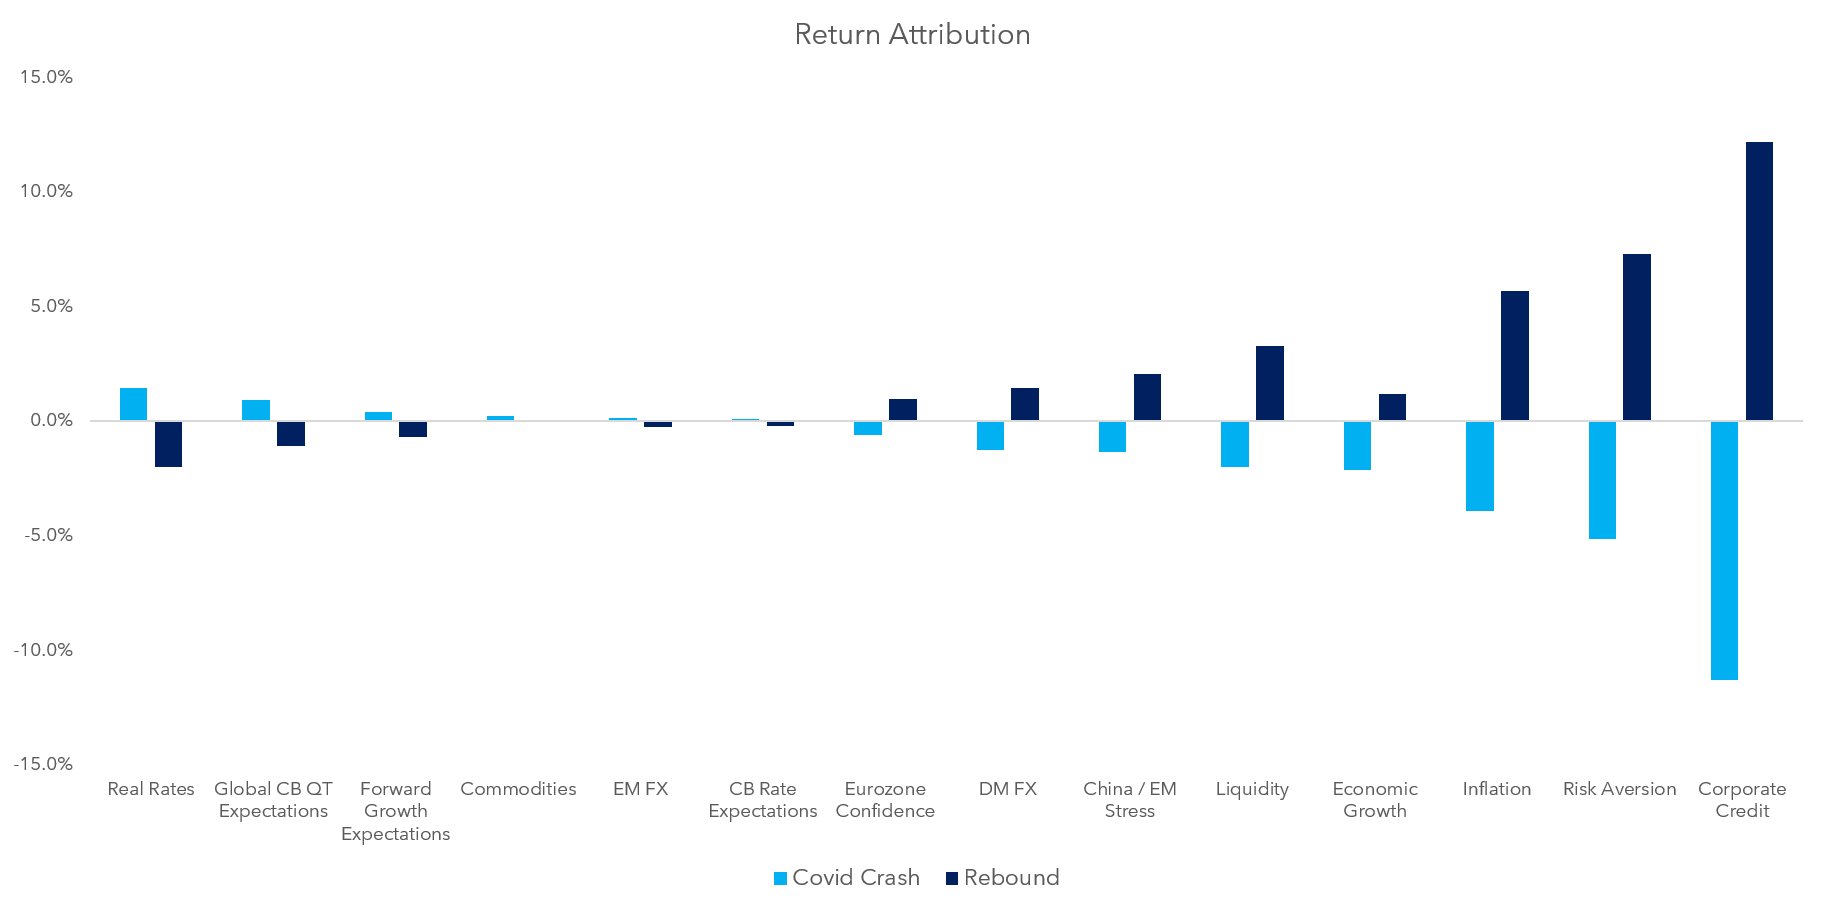 Return Attribution
15.0%
10.0%
5.0%
0.0%
-5.0%
-10.0%
-15.0%
Real Rates
Global CB QT
Expectations
Forward
Growth
Expectations
Commodities
EM FX
CB Rate
Expectations
Eurozone
Confidence
DM FX
China / EM
Stress
Liquidity
Economic
Growth
Inflation
Risk Aversion
Corporate
Credit
Covid Crash
Rebound